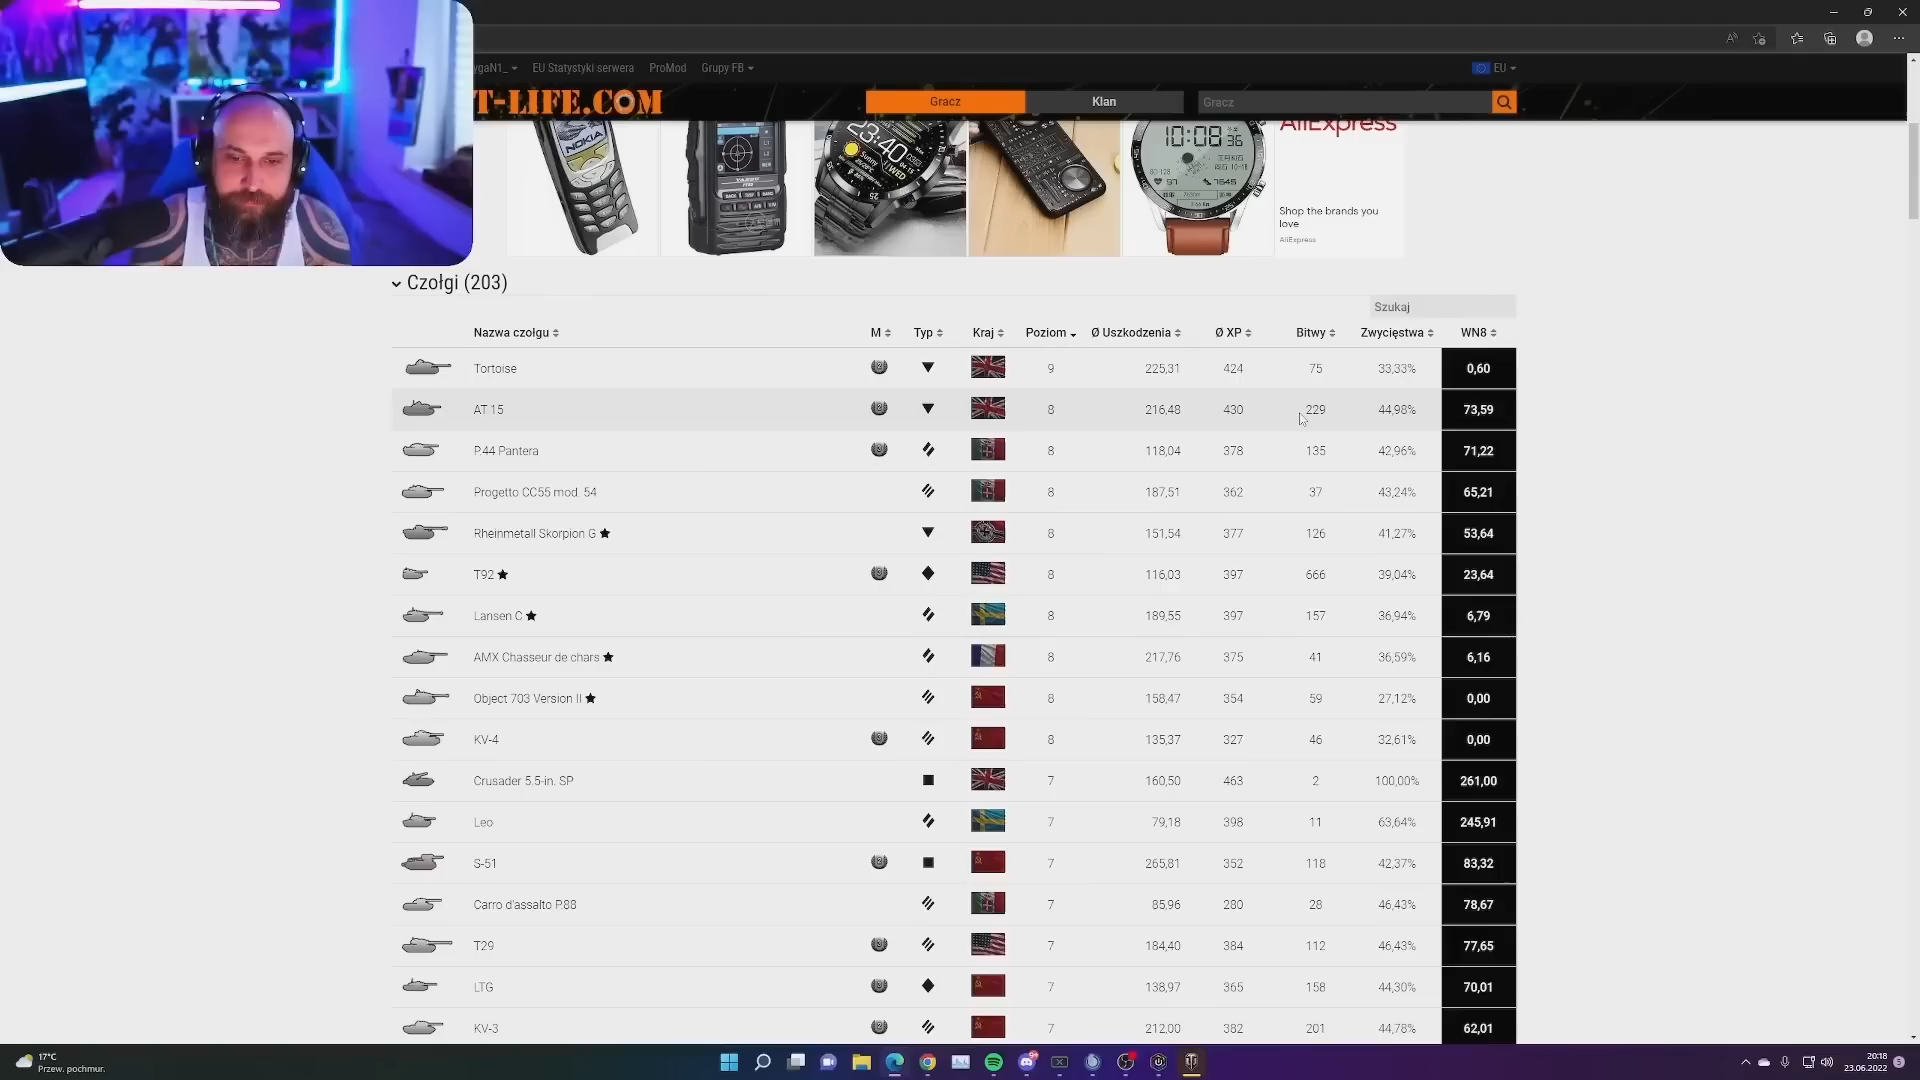 ygaN1_ EU Statystyki serwera ProMod Grupy FB EU
T-LIFE.COM Gracz Klan Gracz
NOKIA
23:40
10:08 36
AliExpress
Shop the brands you
love
AliExpress
Czołgi (203)
Szukaj
Nazwa czołgu M Typ Kraj Poziom Ø Uszkodzenia Ø XP Bitwy Zwycięstwa WN8
Tortoise 9 225,31 424 75 33,33% 0,60
AT 15 8 216,48 430 229 44,98% 73,59
P.44 Pantera 8 118,04 378 135 42,96% 71,22
Progetto CC55 mod. 54 8 187,51 362 37 43,24% 65,21
Rheinmetall Skorpion G ★ 8 151,54 377 126 41,27% 53,64
T92 ★ 8 116,03 397 666 39,04% 23,64
Lansen C ★ 8 189,55 397 157 36,94% 6,79
AMX Chasseur de chars ★ 8 217,76 375 41 36,59% 6,16
Object 703 Version II ★ 8 158,47 354 59 27,12% 0,00
KV-4 8 135,37 327 46 32,61% 0,00
Crusader 5.5-in. SP 7 160,50 463 2 100,00% 261,00
Leo 7 79,18 398 11 63,64% 245,91
S-51 7 265,81 352 118 42,37% 83,32
Carro d'assalto P.88 7 85,96 280 28 46,43% 78,67
T29 7 184,40 384 112 46,43% 77,65
LTG 7 138,97 365 158 44,30% 70,01
KV-3 7 212,00 382 201 44,78% 62,01
17°C
Przew. pochmur.
20:18
23.06.2022